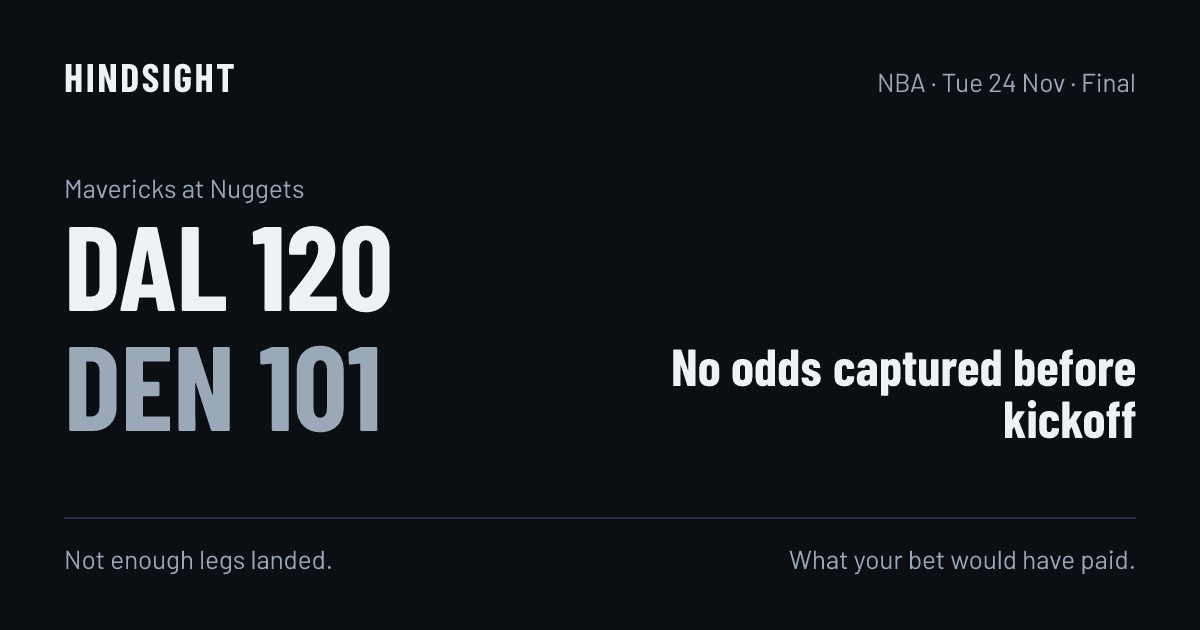 HINDSIGHT
NBA · Tue 24 Nov · Final
Mavericks at Nuggets
DAL 120
DEN 101
No odds captured before
kickoff
Not enough legs landed.
What your bet would have paid.